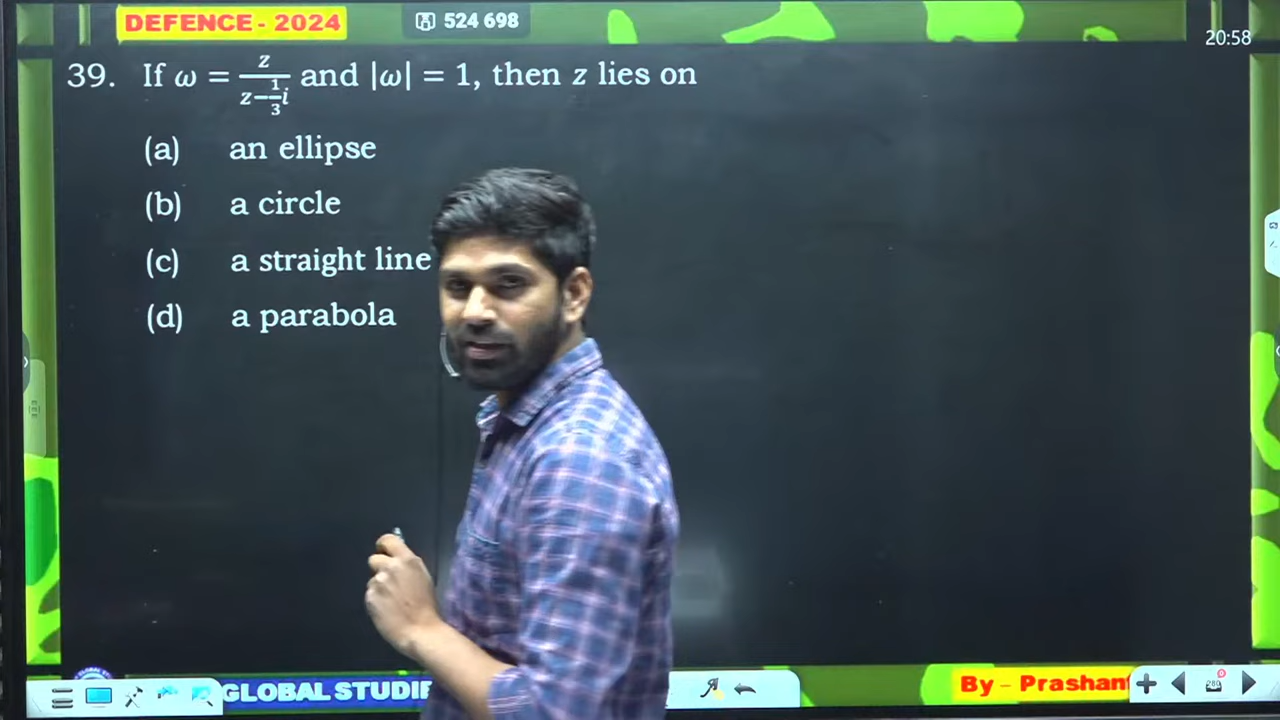 DEFENCE - 2024
524 698
20:58
39. If ω = z/(z−1/3 i) and |ω| = 1, then z lies on
(a) an ellipse
(b) a circle
(c) a straight line
(d) a parabola
GLOBAL STUDIE
By - Prashan